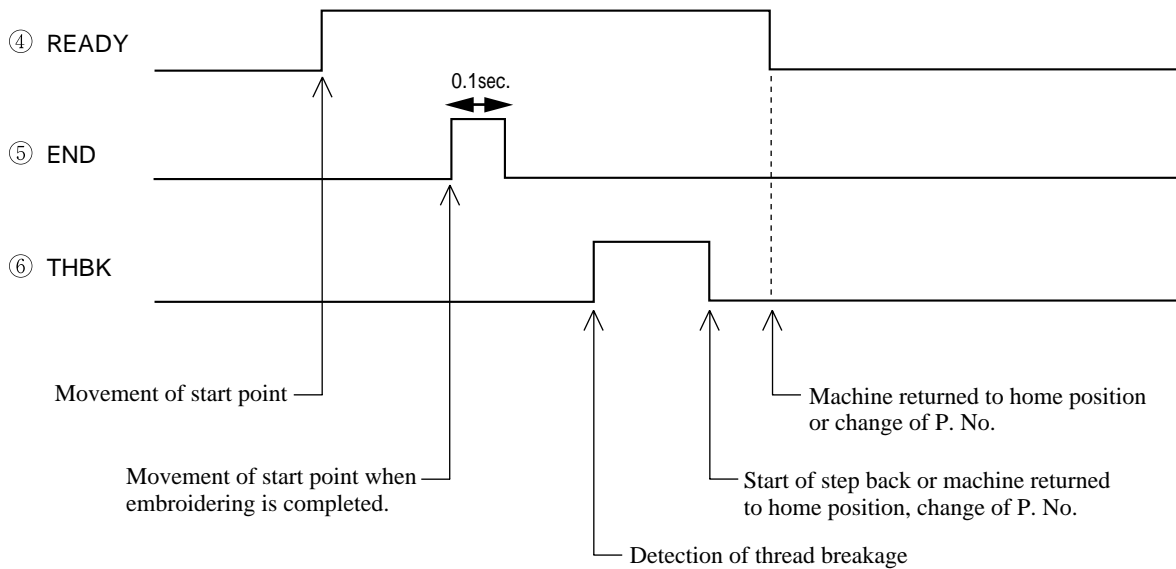 ④ READY
0.1sec.
⑤ END
⑥ THBK
Movement of start point
Machine returned to home position
or change of P. No.
Movement of start point when
embroidering is completed.
Start of step back or machine returned
to home position, change of P. No.
Detection of thread breakage